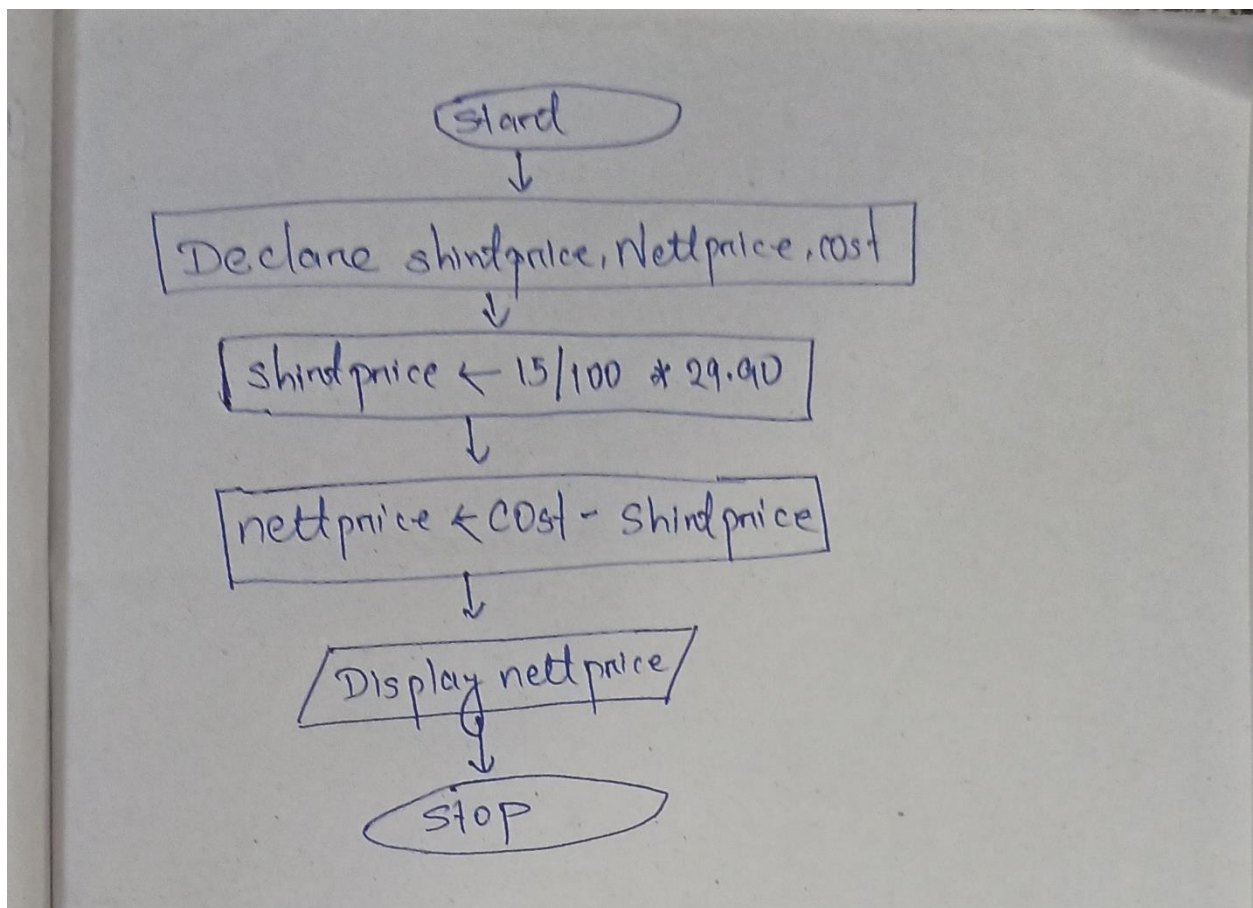 Start
Declare shirtprice, Nettprice, cost
shirtprice ← 15/100 * 29.90
nettprice ← cost - shirtprice
Display nettprice
stop